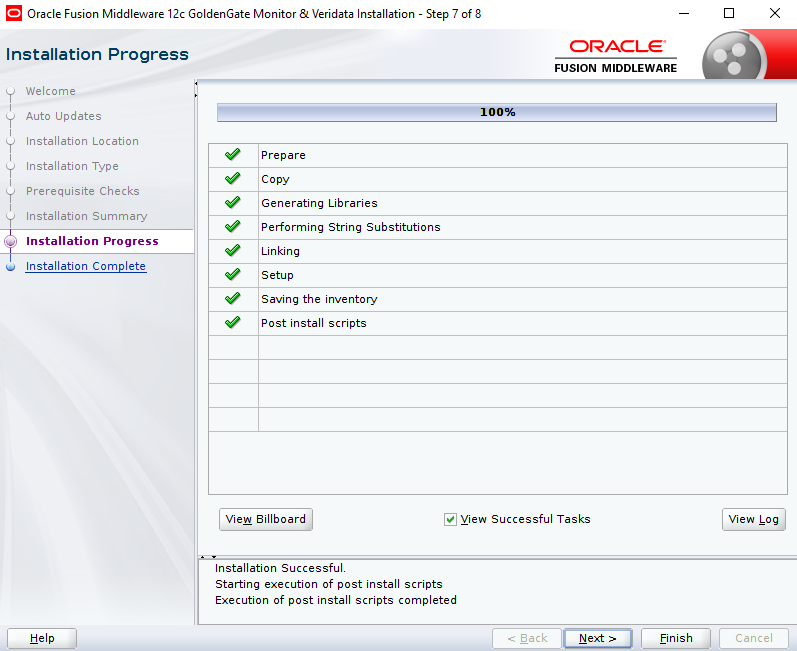 Oracle Fusion Middleware 12c GoldenGate Monitor & Veridata Installation - Step 7 of 8
Installation Progress
ORACLE
FUSION MIDDLEWARE
Welcome
Auto Updates
Installation Location
Installation Type
Prerequisite Checks
Installation Summary
Installation Progress
Installation Complete
100%
Prepare
Copy
Generating Libraries
Performing String Substitutions
Linking
Setup
Saving the inventory
Post install scripts
View Billboard
View Successful Tasks
View Log
Installation Successful.
Starting execution of post install scripts
Execution of post install scripts completed
Help
< Back
Next >
Finish
Cancel